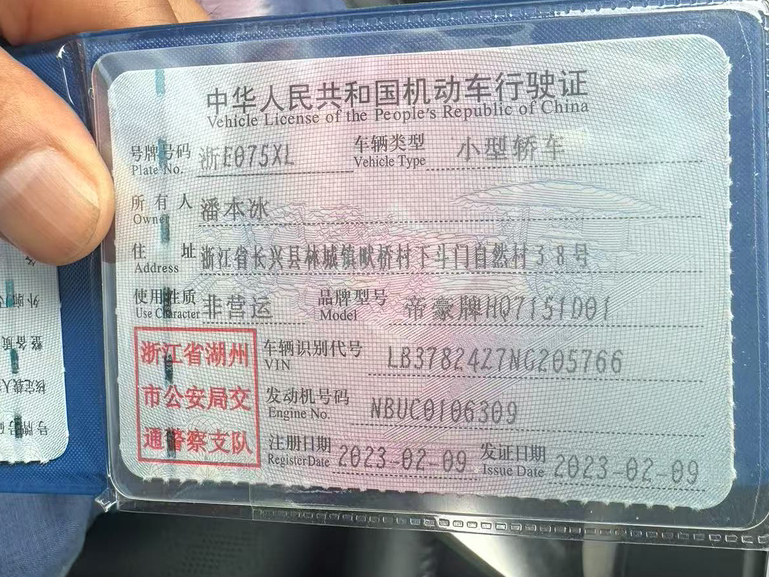 中华人民共和国机动车行驶证
Vehicle License of the People's Republic of China
号牌号码 Plate No. 浙E075XL 车辆类型 Vehicle Type 小型轿车
所有人 Owner 潘本冰
住址 Address 浙江省长兴县林城镇畎桥村下斗门自然村38号
使用性质 Use Character 非营运 品牌型号 Model 帝豪牌HQ7151D01
浙江省湖州
市公安局交
通警察支队
车辆识别代号 VIN LB37824Z7NG205766
发动机号码 Engine No. NBUC0106309
注册日期 Register Date 2023-02-09 发证日期 Issue Date 2023-02-09